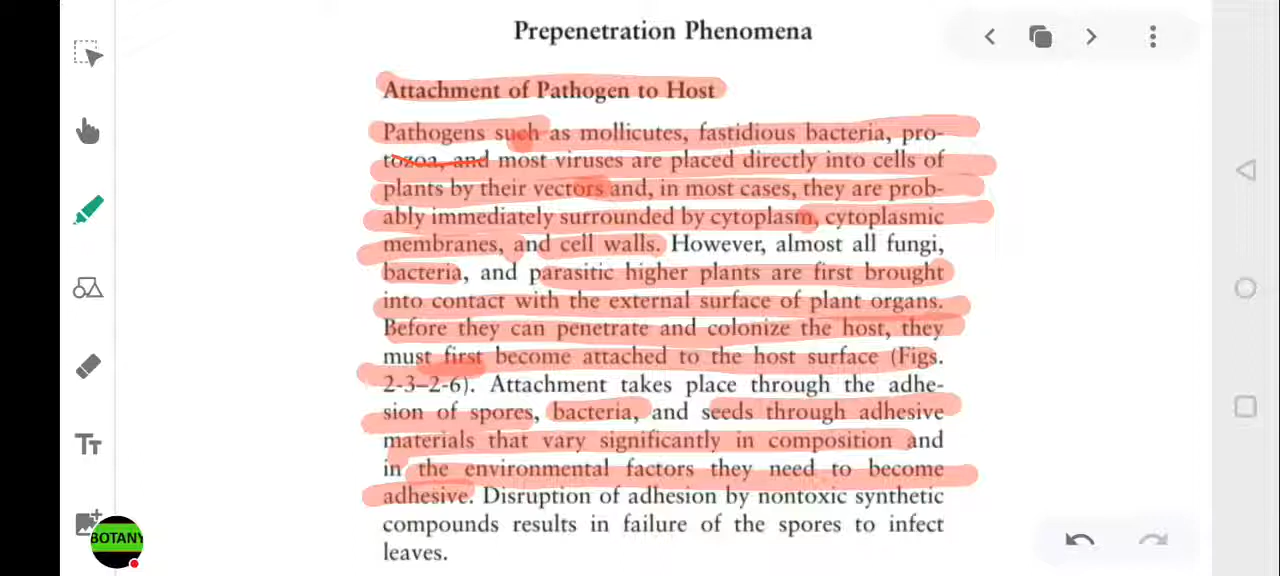 Prepenetration Phenomena
Attachment of Pathogen to Host
Pathogens such as mollicutes, fastidious bacteria, pro-
tozoa, and most viruses are placed directly into cells of
plants by their vectors and, in most cases, they are prob-
ably immediately surrounded by cytoplasm, cytoplasmic
membranes, and cell walls. However, almost all fungi,
bacteria, and parasitic higher plants are first brought
into contact with the external surface of plant organs.
Before they can penetrate and colonize the host, they
must first become attached to the host surface (Figs.
2-3–2-6). Attachment takes place through the adhe-
sion of spores, bacteria, and seeds through adhesive
materials that vary significantly in composition and
in the environmental factors they need to become
adhesive. Disruption of adhesion by nontoxic synthetic
compounds results in failure of the spores to infect
leaves.
Tт
BOTANY